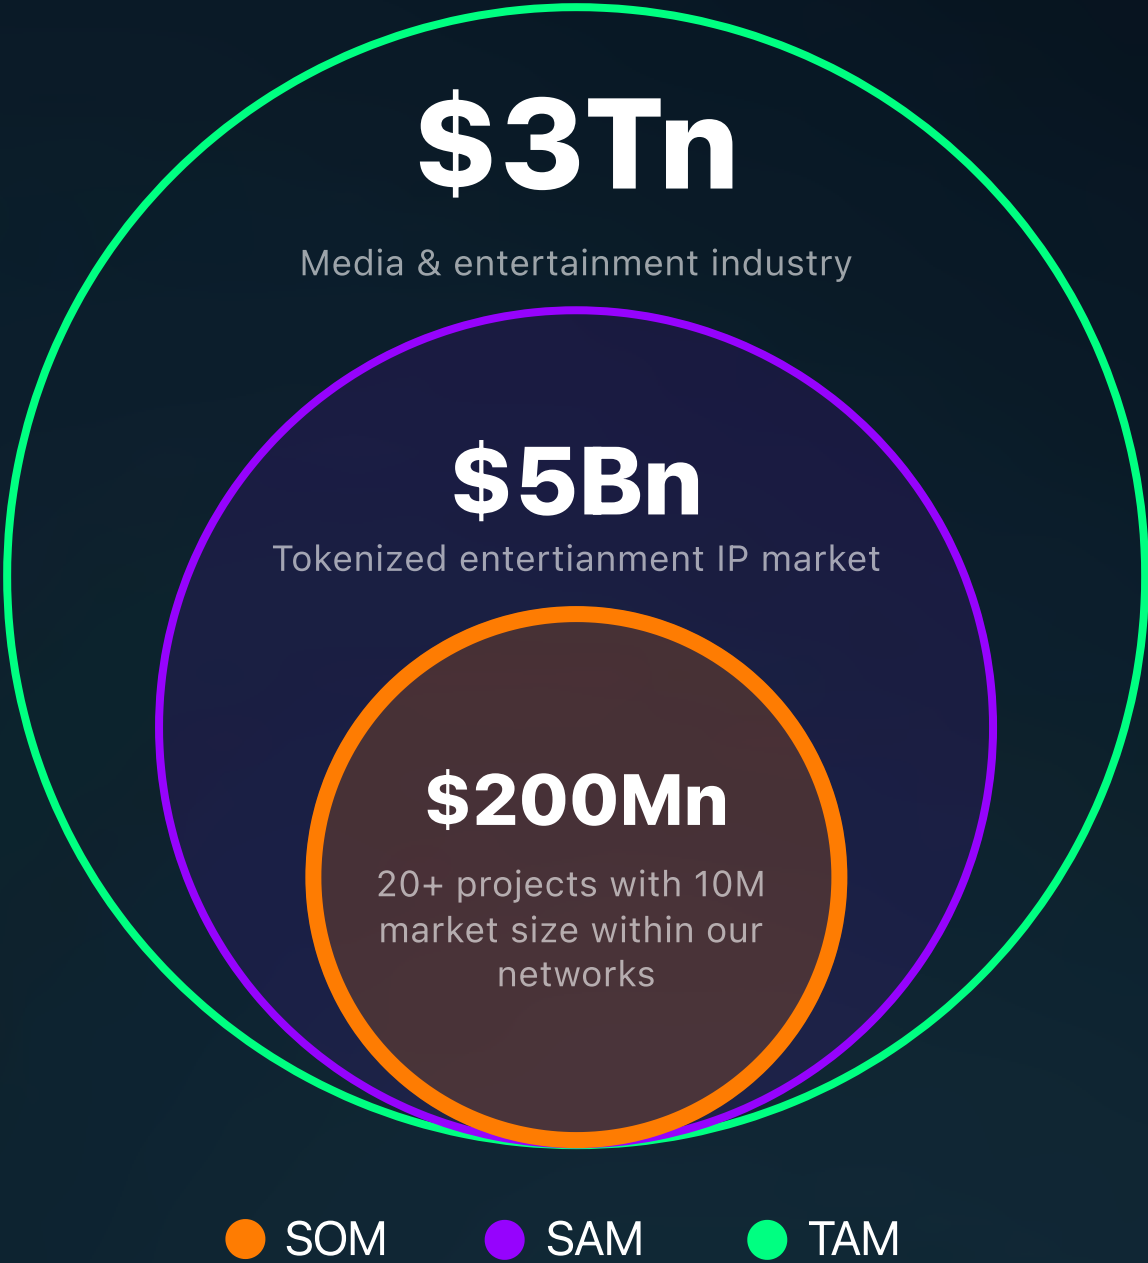 $3Tn
Media & entertainment industry
$5Bn
Tokenized entertianment IP market
$200Mn
20+ projects with 10M
market size within our
networks
SOM SAM TAM